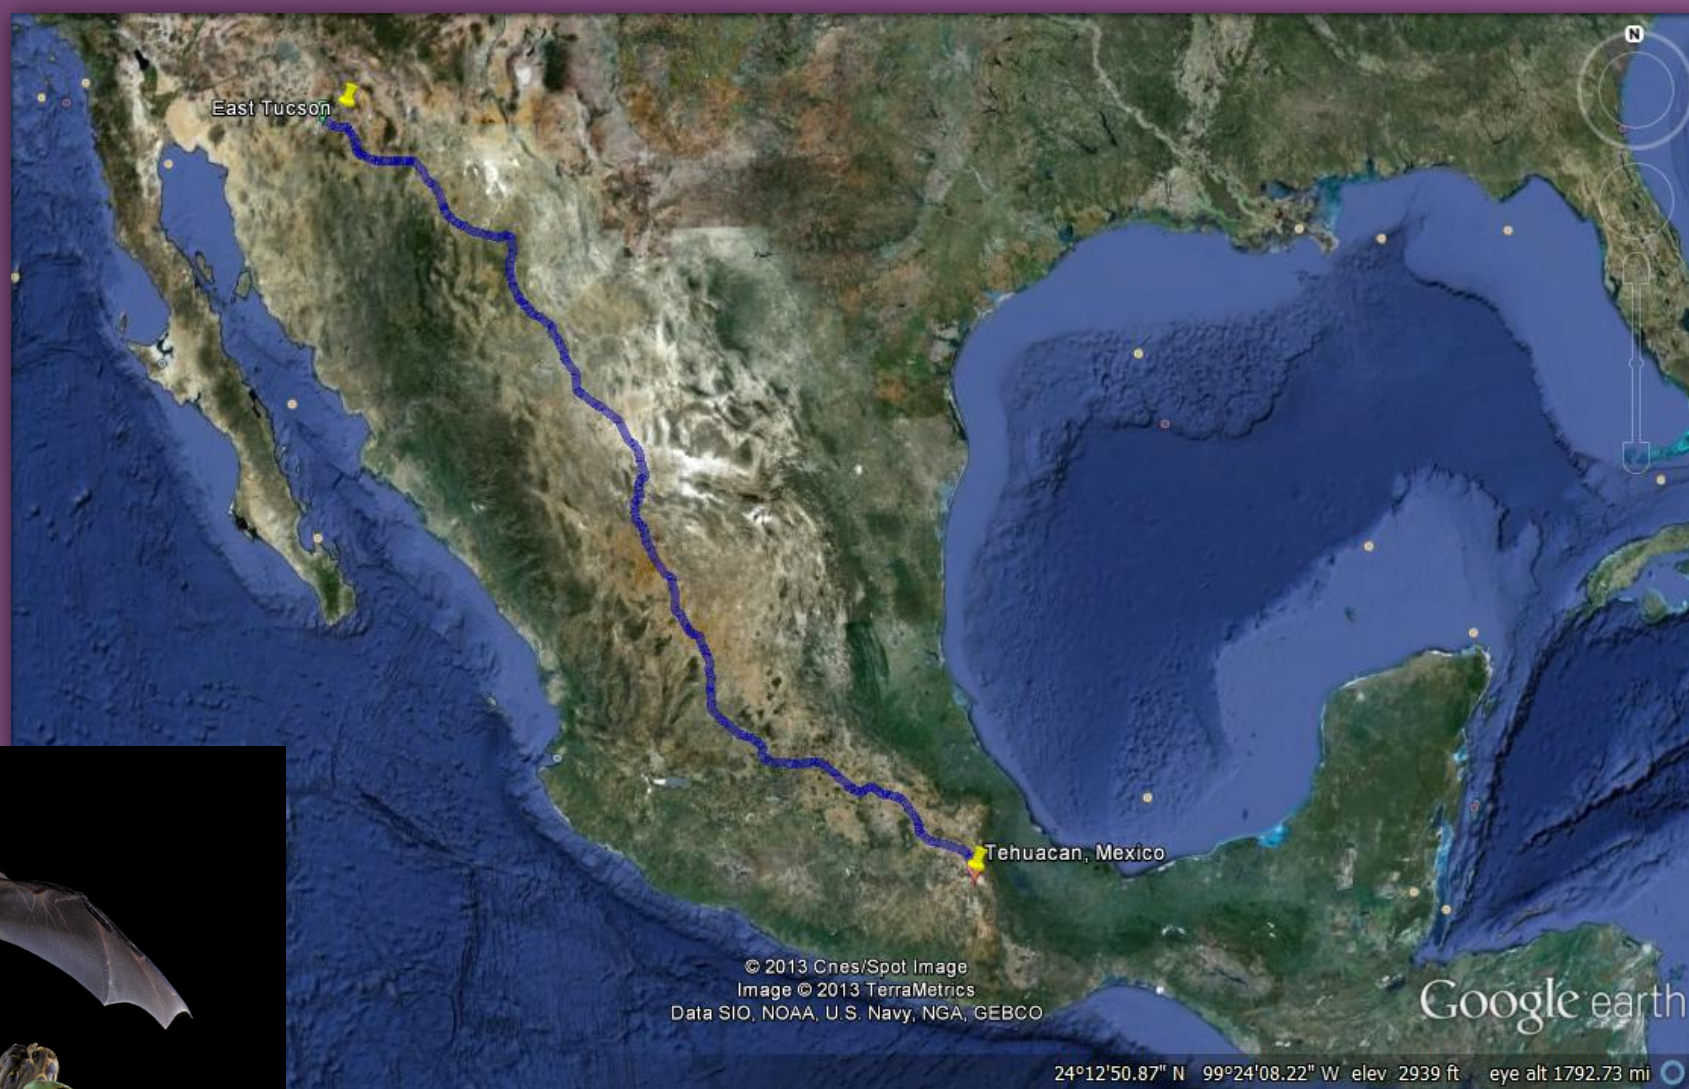 N
East Tucson
Tehuacan, Mexico
© 2013 Cnes/Spot Image
Image © 2013 TerraMetrics
Data SIO, NOAA, U.S. Navy, NGA, GEBCO
Google earth
24°12'50.87" N 99°24'08.22" W elev 2939 ft eye alt 1792.73 mi